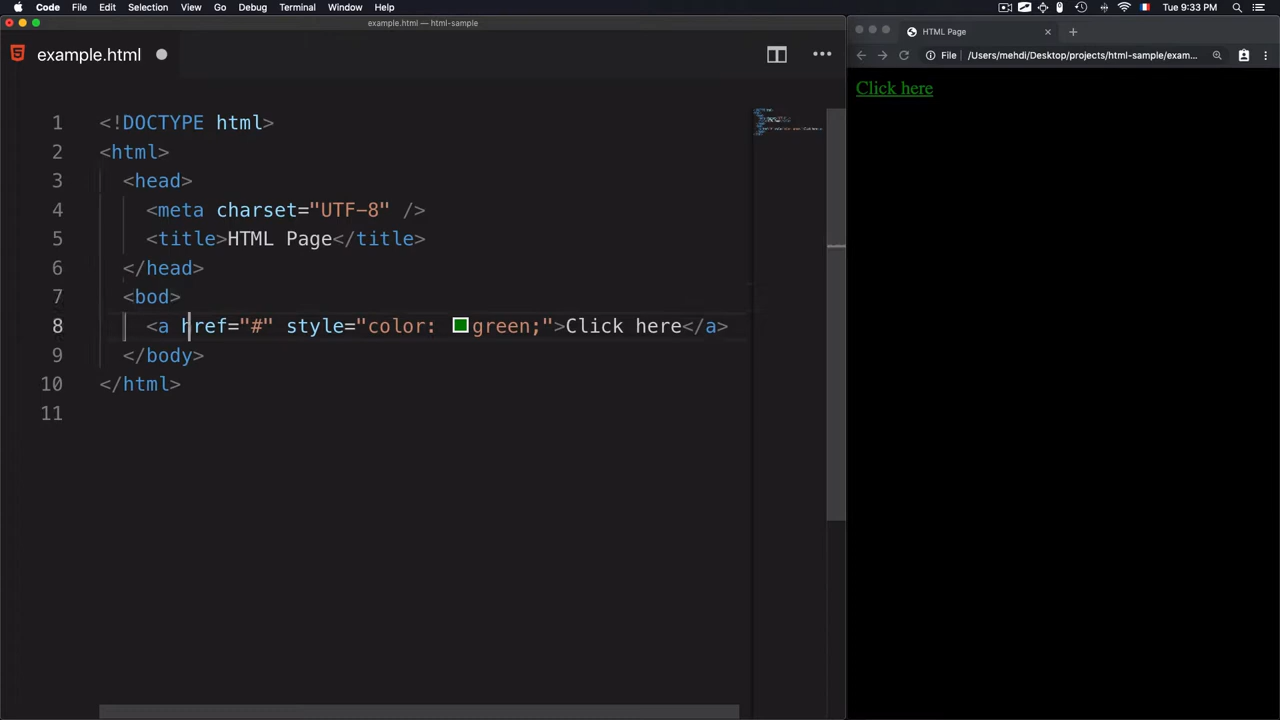 Code File Edit Selection View Go Debug Terminal Window Help Tue 9:33 PM
example.html — html-sample
HTML Page
example.html
File /Users/mehdi/Desktop/projects/html-sample/exam...
Click here
1 <!DOCTYPE html>
2 <html>
3 <head>
4 <meta charset="UTF-8" />
5 <title>HTML Page</title>
6 </head>
7 <bod>
8 <a href="#" style="color: green;">Click here</a>
9 </body>
10 </html>
11